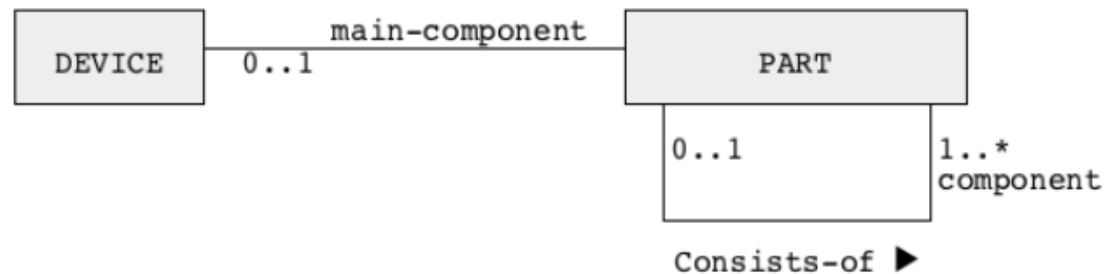 main-component
DEVICE
0..1
PART
0..1
1..*
component
Consists-of ▶